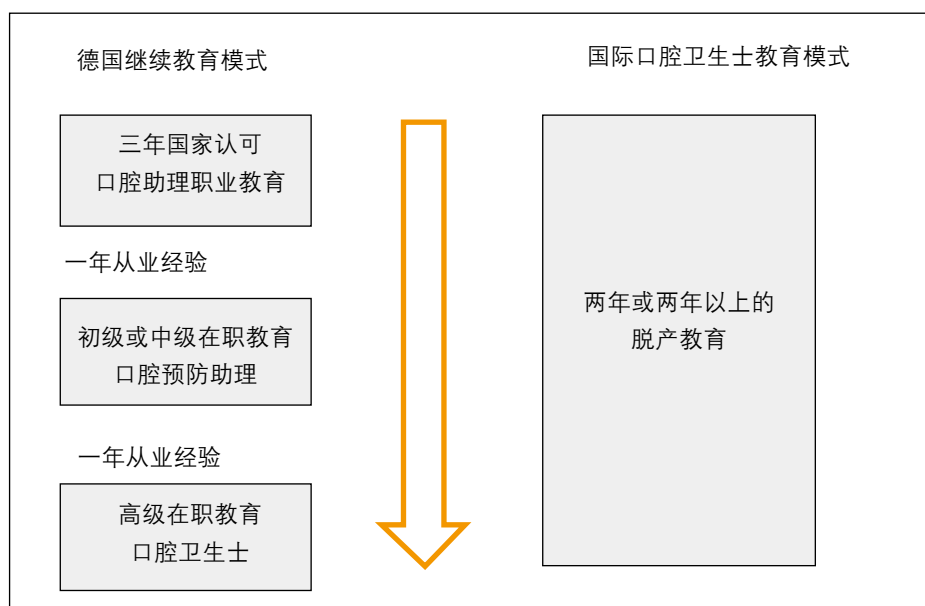 德国继续教育模式
国际口腔卫生士教育模式
三年国家认可
口腔助理职业教育
一年从业经验
初级或中级在职教育
口腔预防助理
一年从业经验
高级在职教育
口腔卫生士
两年或两年以上的
脱产教育